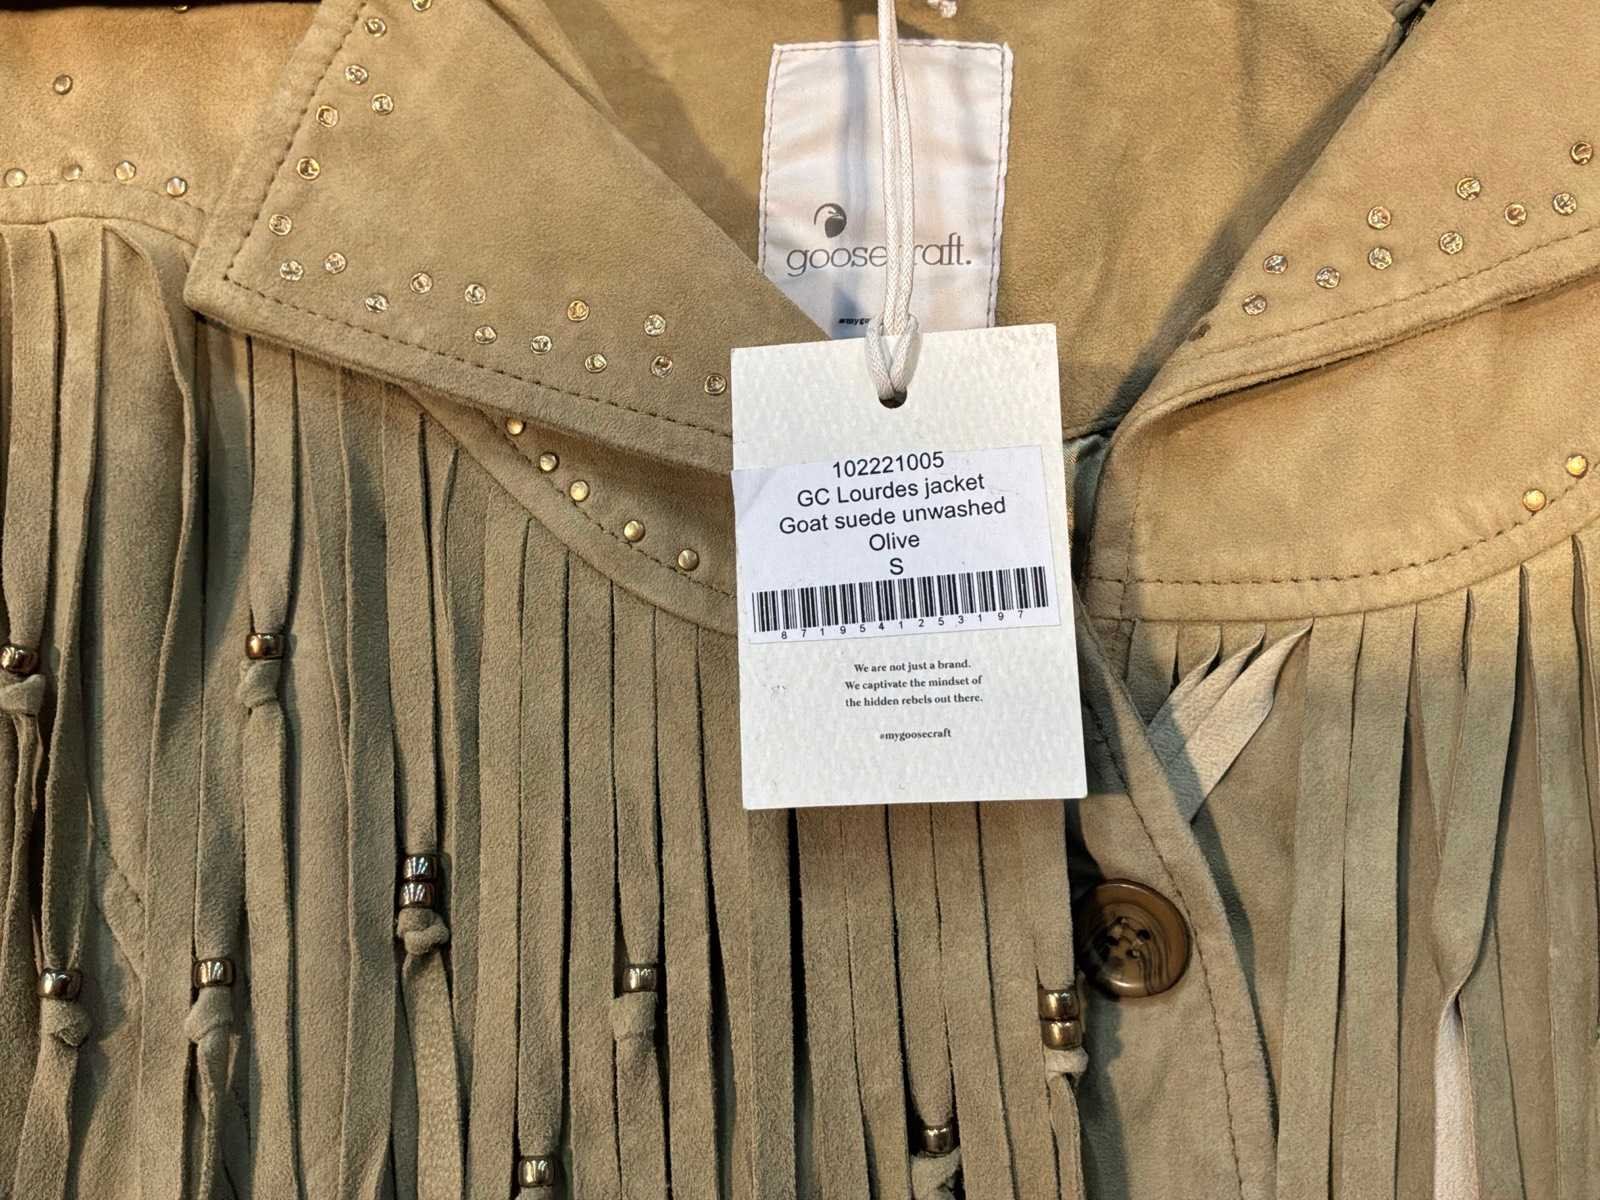 goosecraft.
102221005
GC Lourdes jacket
Goat suede unwashed
Olive
S
8719541253197
We are not just a brand.
We captivate the mindset of
the hidden rebels out there.
#mygoosecraft